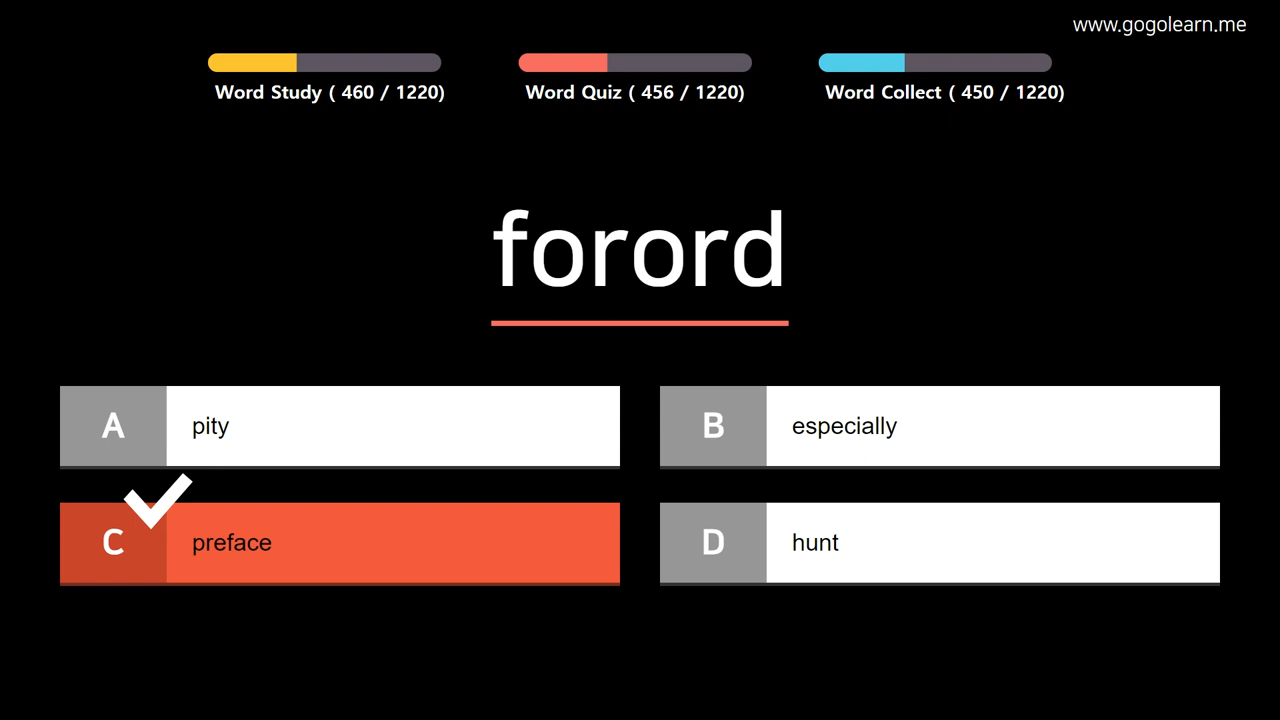 www.gogolearn.me
Word Study ( 460 / 1220)
Word Quiz ( 456 / 1220)
Word Collect ( 450 / 1220)
forord
A
pity
B
especially
C
preface
D
hunt